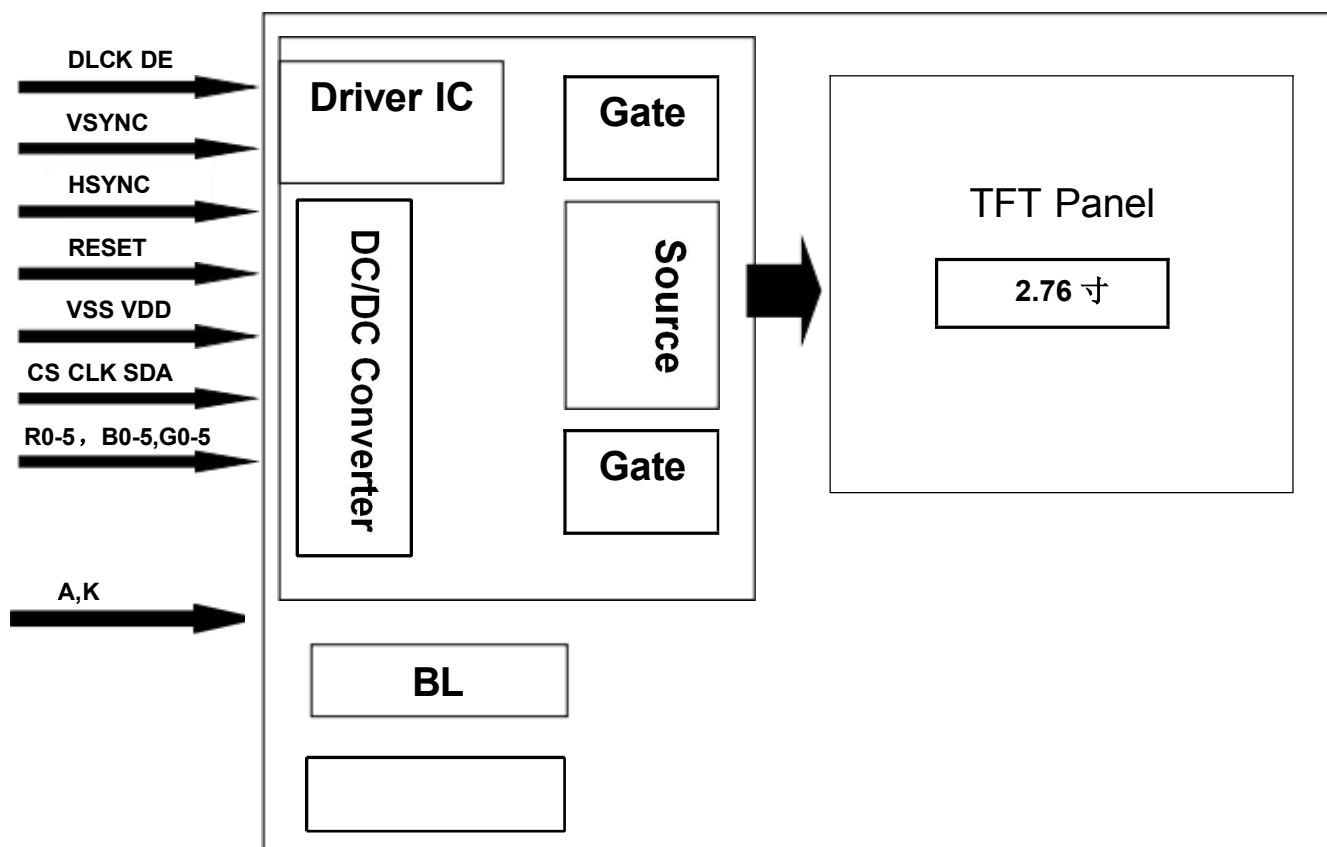 DLCK DE
VSYNC
HSYNC
RESET
VSS VDD
CS CLK SDA
R0-5，B0-5,G0-5
A,K
Driver IC
DC/DC Converter
Gate
Source
Gate
BL
TFT Panel
2.76 寸